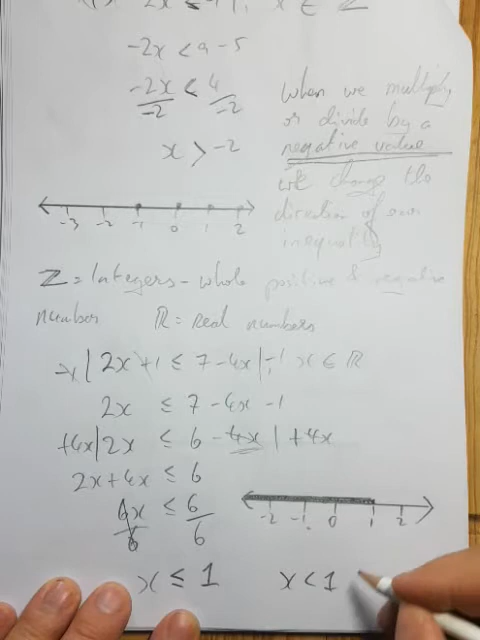 -2x < 9 - 5
-2x < 4
-2 -2
x > -2
When we multiply
or divide by a
negative value
we change the
direction of our
inequality
-3 -2 -1 0 1 2
Z = Integers - whole positive & negative
number R = Real numbers
2x + 1 ≤ 7 - 4x | -1 x ∈ ℝ
2x ≤ 7 - 4x - 1
+4x | 2x ≤ 6 - 4x | + 4x
2x + 4x ≤ 6
6x ≤ 6
6 6
-2 -1 0 1 2
x ≤ 1 x < 1